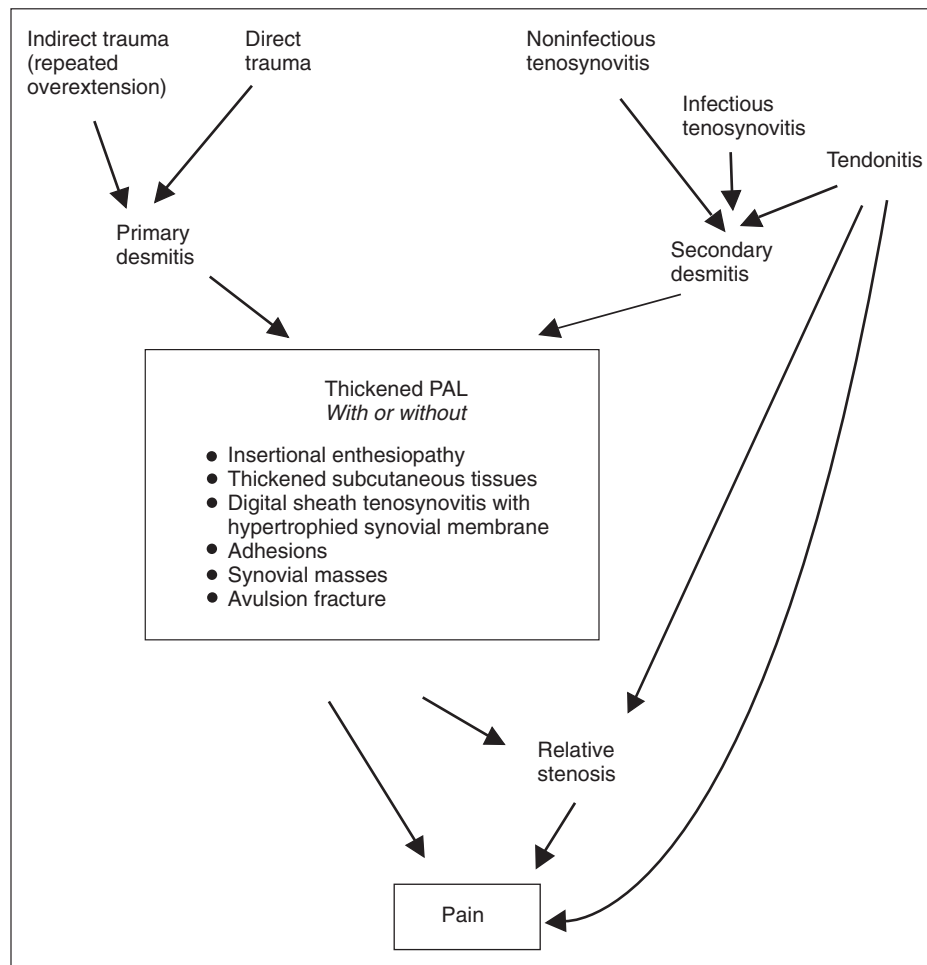 Indirect trauma
(repeated
overextension)
Direct
trauma
Noninfectious
tenosynovitis
Infectious
tenosynovitis
Tendonitis
Primary
desmitis
Secondary
desmitis
Thickened PAL
With or without
● Insertional enthesiopathy
● Thickened subcutaneous tissues
● Digital sheath tenosynovitis with
hypertrophied synovial membrane
● Adhesions
● Synovial masses
● Avulsion fracture
Relative
stenosis
Pain